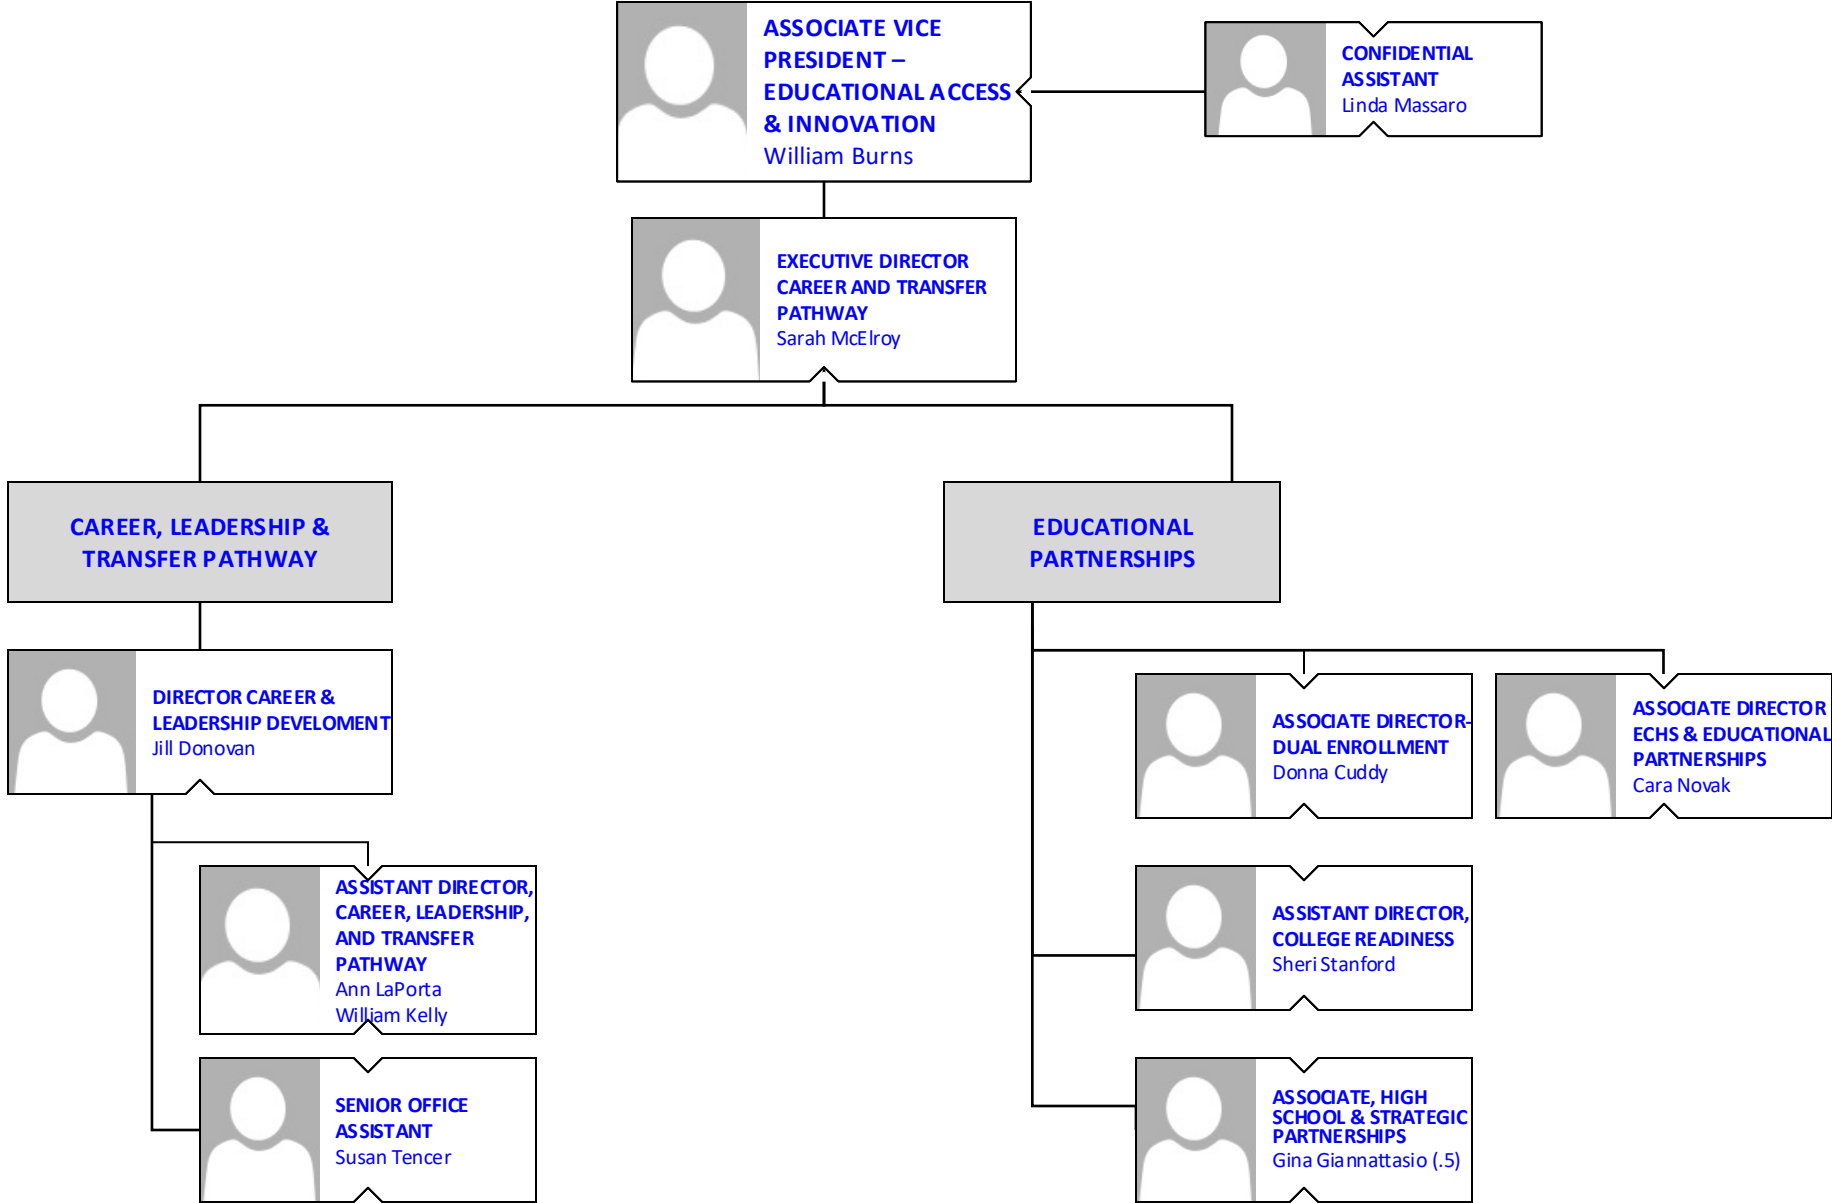 ASSOCIATE VICE
PRESIDENT –
EDUCATIONAL ACCESS
& INNOVATION
William Burns
CONFIDENTIAL
ASSISTANT
Linda Massaro
EXECUTIVE DIRECTOR
CAREER AND TRANSFER
PATHWAY
Sarah McElroy
CAREER, LEADERSHIP &
TRANSFER PATHWAY
EDUCATIONAL
PARTNERSHIPS
DIRECTOR CAREER &
LEADERSHIP DEVELOMENT
Jill Donovan
ASSOCIATE DIRECTOR-
DUAL ENROLLMENT
Donna Cuddy
ASSOCIATE DIRECTOR
ECHS & EDUCATIONAL
PARTNERSHIPS
Cara Novak
ASSISTANT DIRECTOR,
CAREER, LEADERSHIP,
AND TRANSFER
PATHWAY
Ann LaPorta
William Kelly
ASSISTANT DIRECTOR,
COLLEGE READINESS
Sheri Stanford
SENIOR OFFICE
ASSISTANT
Susan Tencer
ASSOCIATE, HIGH
SCHOOL & STRATEGIC
PARTNERSHIPS
Gina Giannattasio (.5)